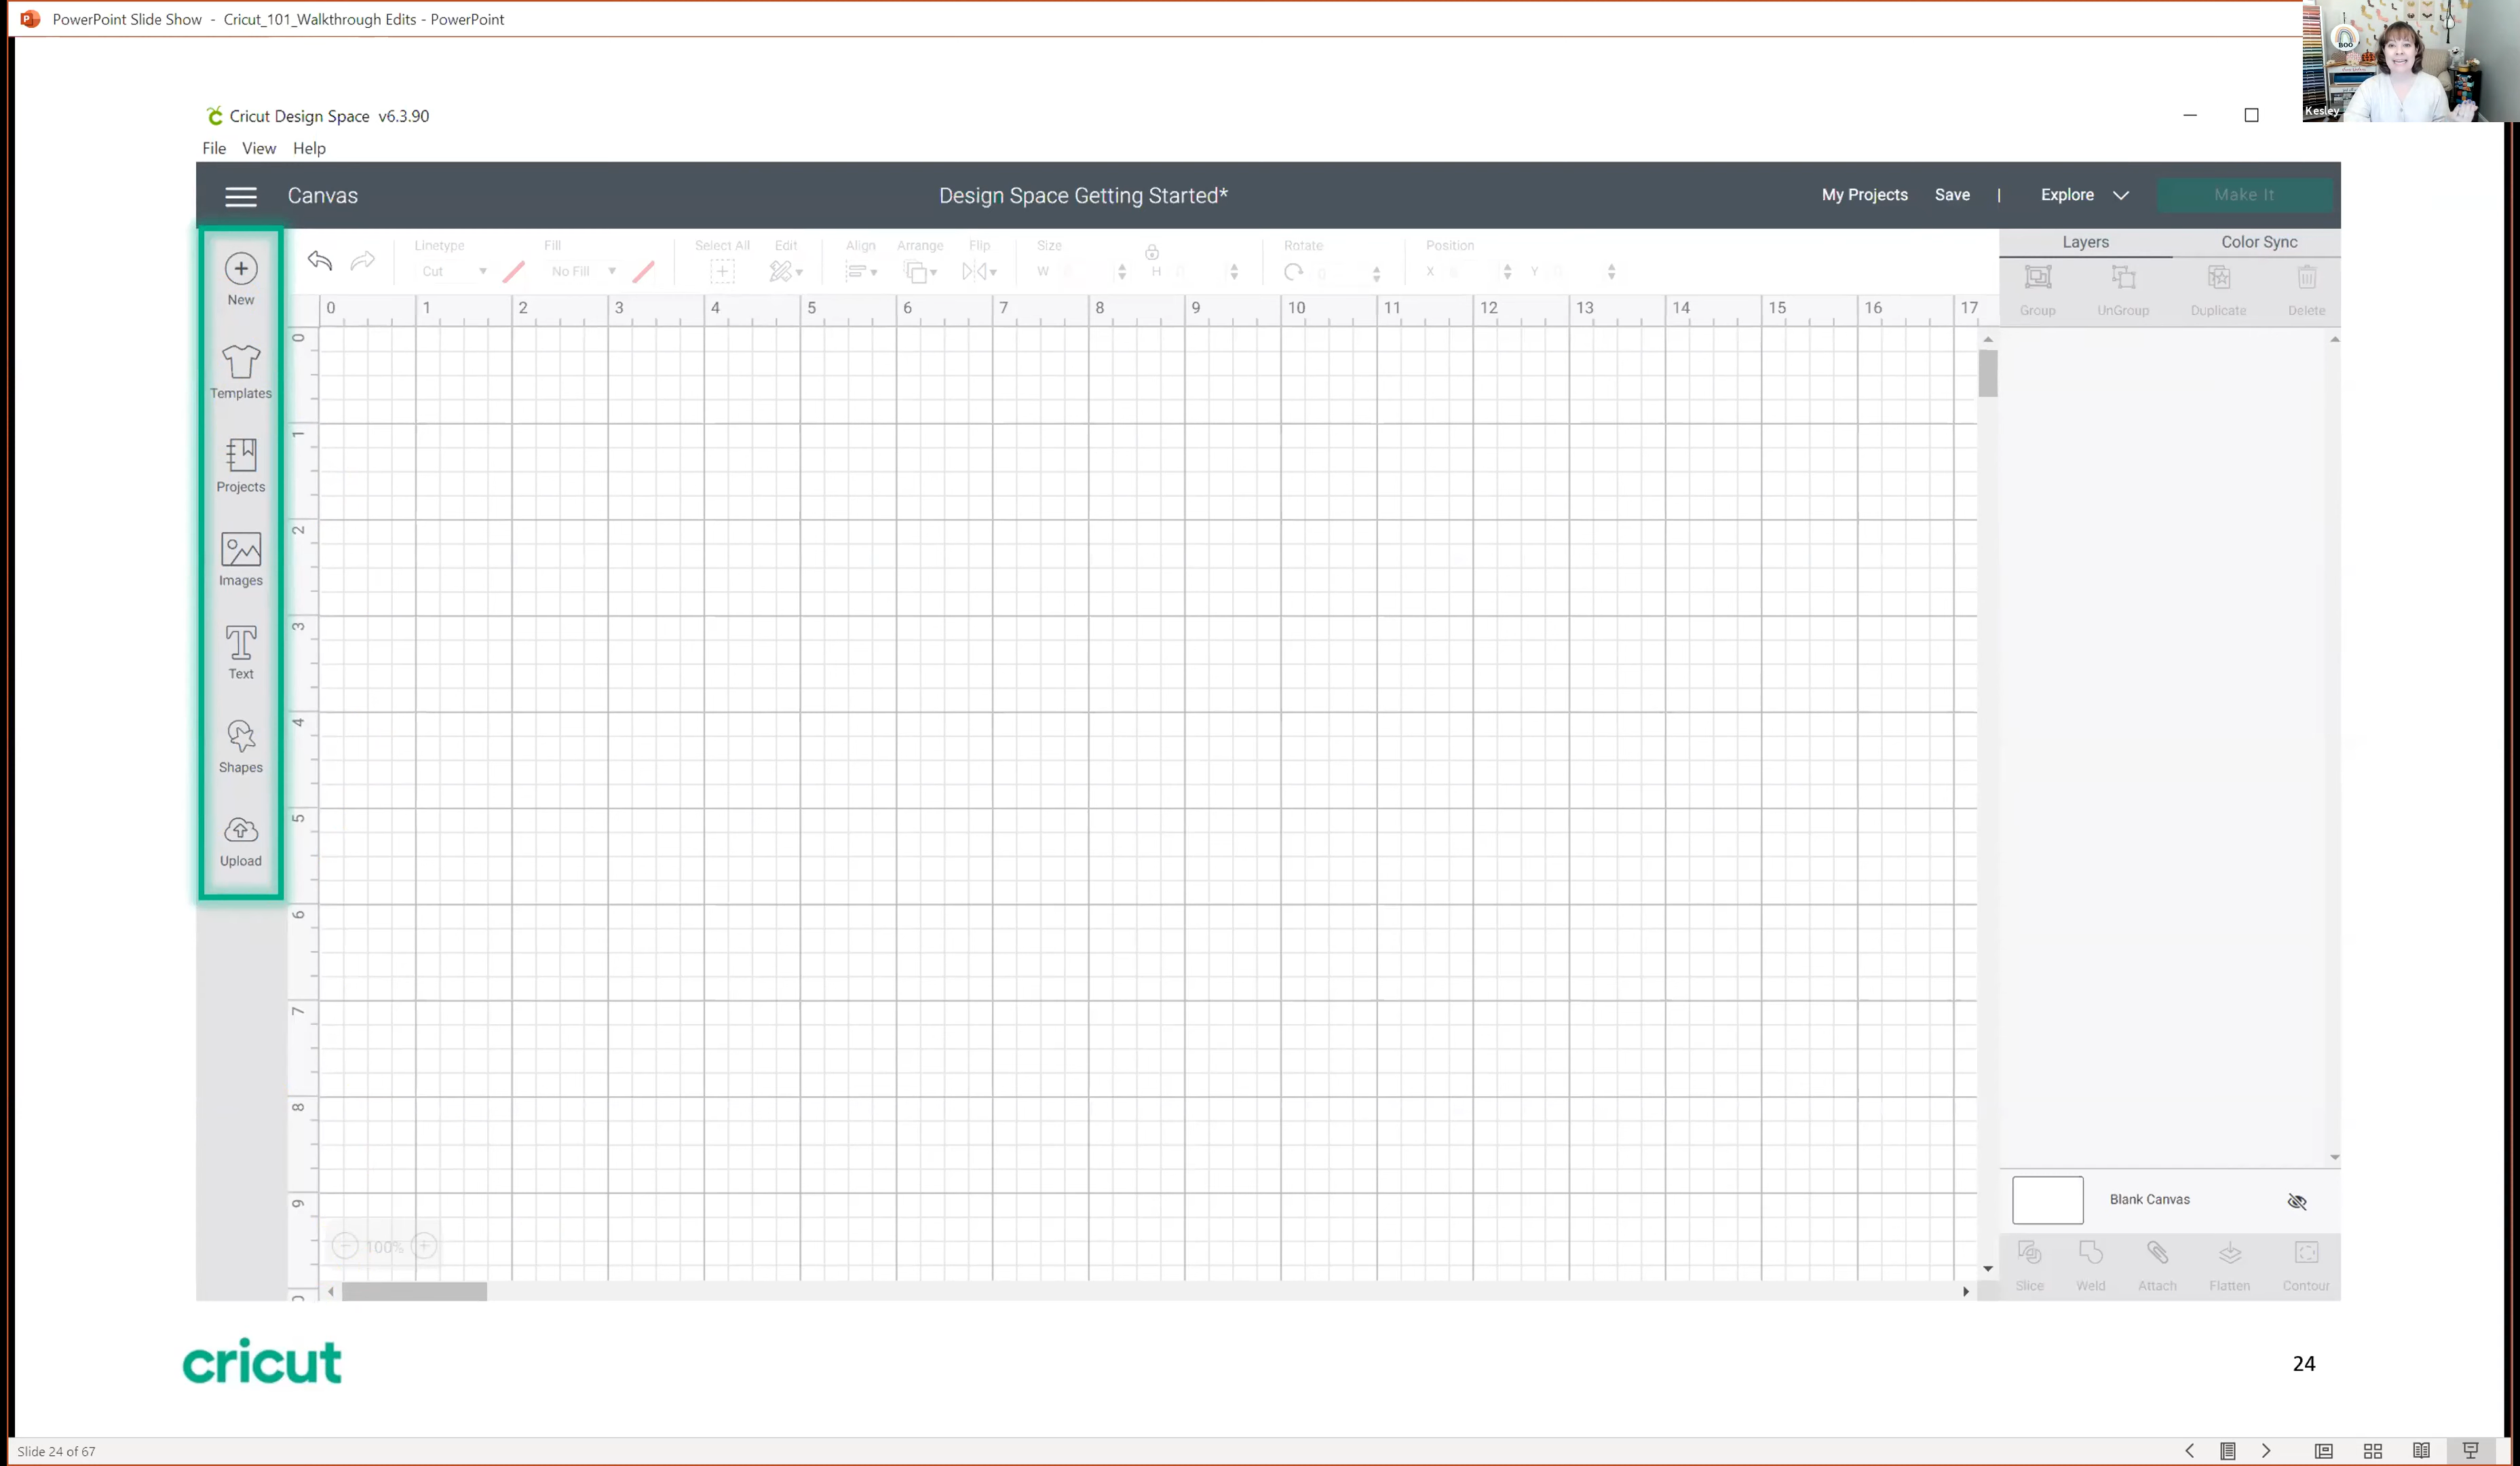 PowerPoint Slide Show - Cricut_101_Walkthrough Edits - PowerPoint
BOO
Kesley
Cricut Design Space v6.3.90
File View Help
Canvas Design Space Getting Started* My Projects Save | Explore Make It
New
Templates
Projects
Images
Text
Shapes
Upload
Linetype Fill Select All Edit Align Arrange Flip Size Rotate Position
Cut No Fill W H X Y
Layers Color Sync
Group UnGroup Duplicate Delete
0 1 2 3 4 5 6 7 8 9 10 11 12 13 14 15 16 17
0
1
2
3
4
5
6
7
8
9
100%
Blank Canvas
Slice Weld Attach Flatten Contour
cricut
24
Slide 24 of 67